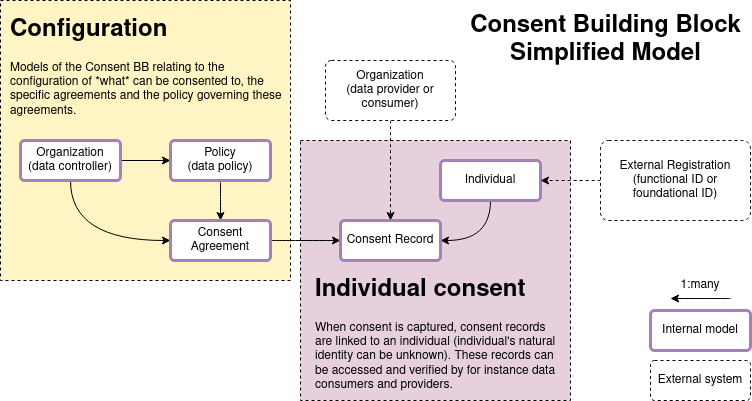 Configuration
Models of the Consent BB relating to the
configuration of *what* can be consented to, the
specific agreements and the policy governing these
agreements.
Organization
(data controller)
Policy
(data policy)
Consent
Agreement
Consent Building Block
Simplified Model
Organization
(data provider or
consumer)
Individual
External Registration
(functional ID or
foundational ID)
Consent Record
Individual consent
When consent is captured, consent records
are linked to an individual (individual's natural
identity can be unknown). These records can
be accessed and verified by for instance data
consumers and providers.
1:many
Internal model
External system